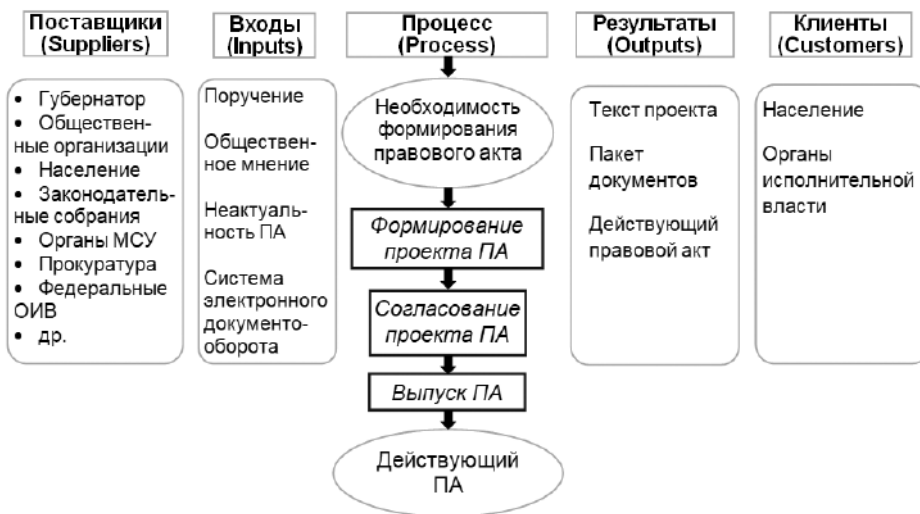 Поставщики
(Suppliers)
• Губернатор
• Обществен-
ные организации
• Население
• Законодатель-
ные собрания
• Органы МСУ
• Прокуратура
• Федеральные
ОИВ
• др.
Входы
(Inputs)
Поручение
Обществен-
ное мнение
Неактуаль-
ность ПА
Система
электронного
документо-
оборота
Процесс
(Process)
Необходимость
формирования
правового акта
Формирование
проекта ПА
Согласование
проекта ПА
Выпуск ПА
Действующий
ПА
Результаты
(Outputs)
Текст проекта
Пакет
документов
Действующий
правовой акт
Клиенты
(Customers)
Население
Органы
исполнительной
власти